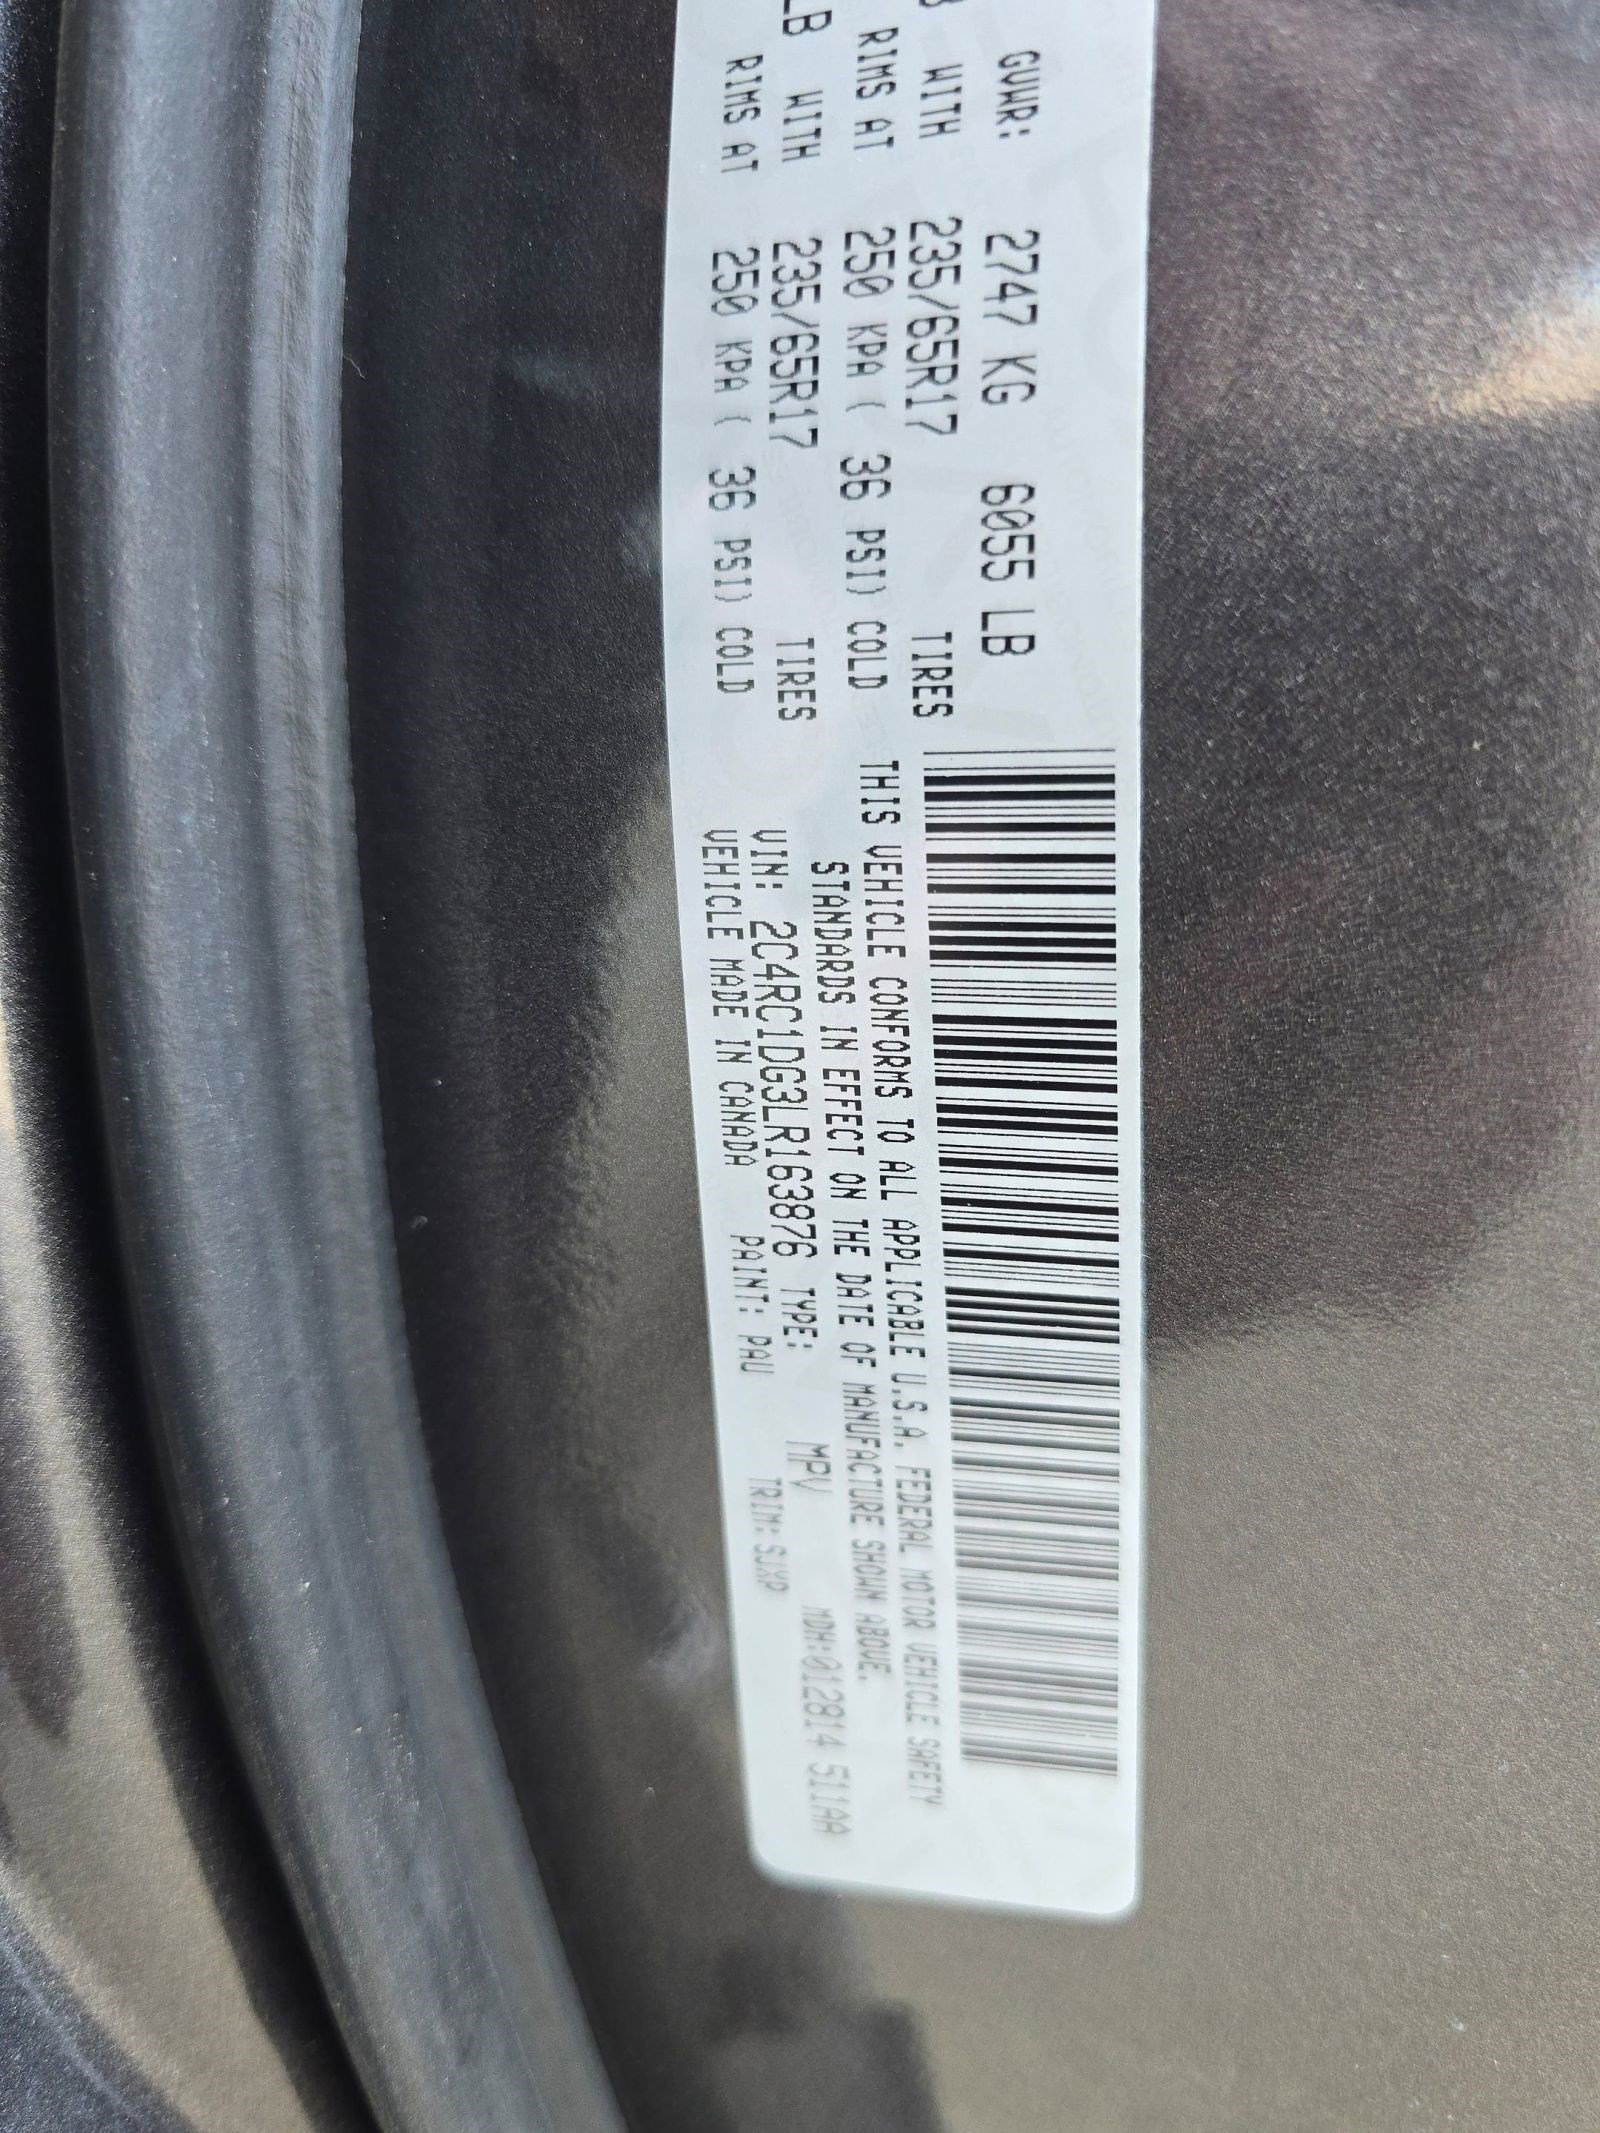 GVWR: 2747 KG 6055 LB
WITH 235/65R17 TIRES
RIMS AT 250 KPA ( 36 PSI) COLD
LB WITH 235/65R17 TIRES
RIMS AT 250 KPA ( 36 PSI) COLD
THIS VEHICLE CONFORMS TO ALL APPLICABLE U.S.A. FEDERAL MOTOR VEHICLE SAFETY
STANDARDS IN EFFECT ON THE DATE OF MANUFACTURE SHOWN ABOVE.
VIN: 2C4RC1DG3LR163876 TYPE: MPV MDH:012814 511AA
VEHICLE MADE IN CANADA PAINT: PAU TRIM: SJXP